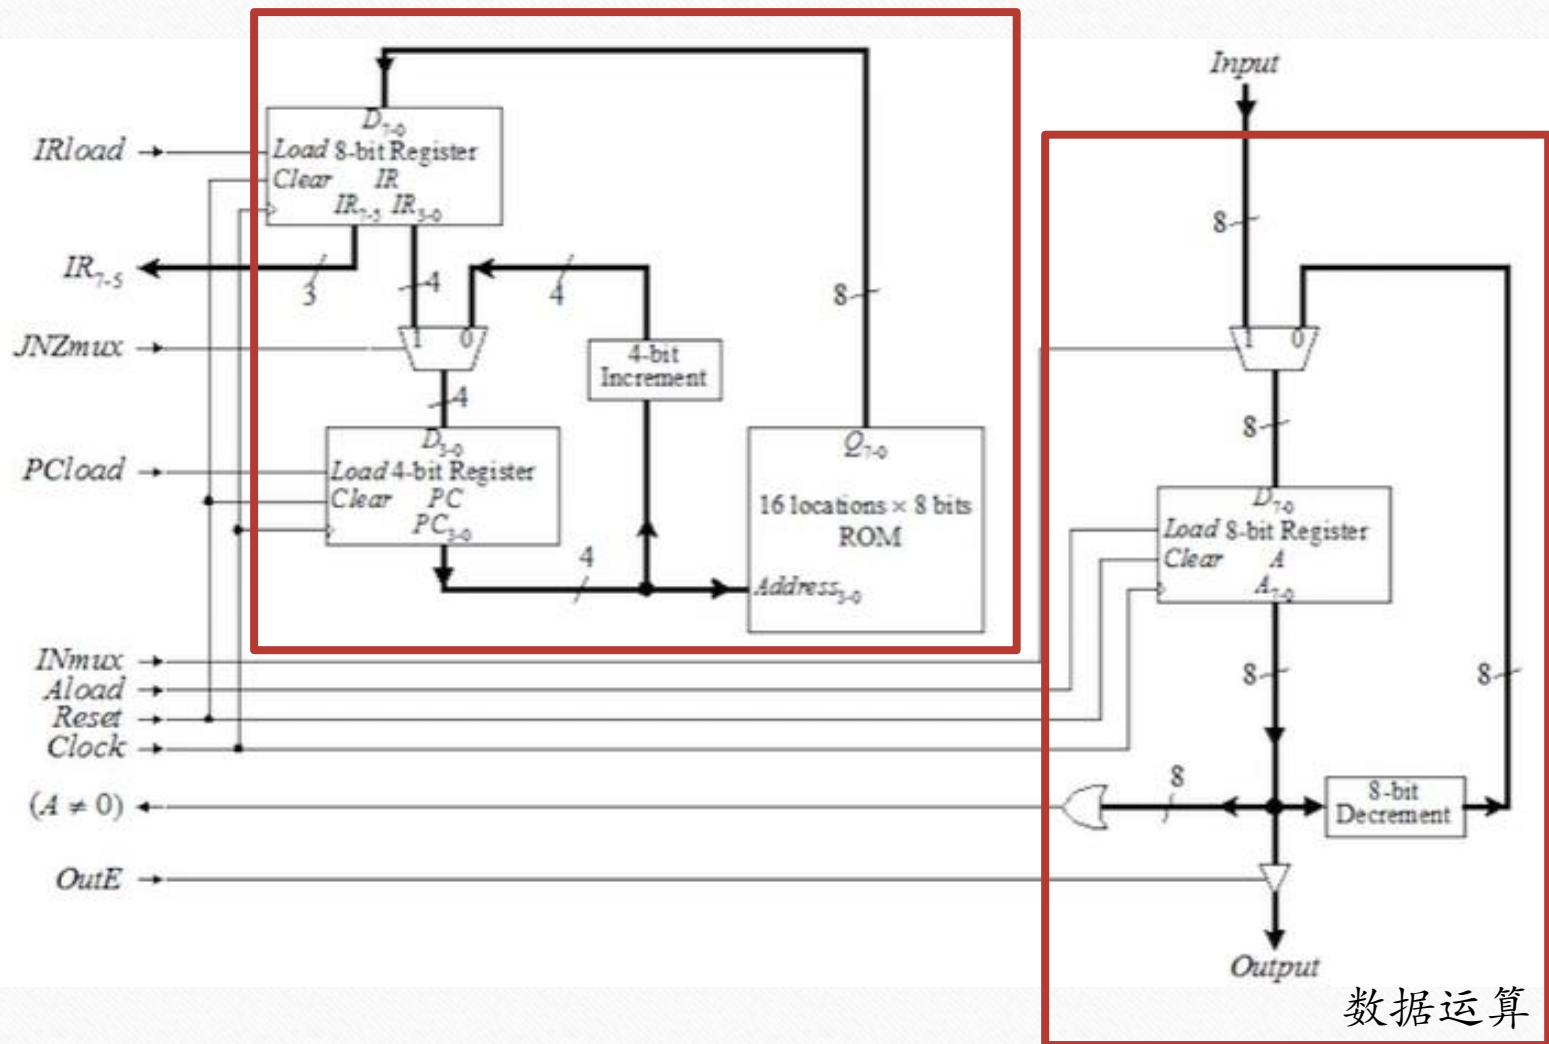 Input
D₇₋₀
IRload
Load 8-bit Register
Clear IR
IR₇₋₅ IR₃₋₀
8
IR₇₋₅
3
4
4
8
JNZmux
1 0
4-bit
Increment
1 0
4
8
D₃₋₀
Q₇₋₀
PCload
Load 4-bit Register
Clear PC
PC₃₋₀
16 locations × 8 bits
ROM
D₇₋₀
Load 8-bit Register
Clear A
A₇₋₀
4
Address₃₋₀
INmux
Aload
Reset
Clock
8
8
(A ≠ 0)
8
8-bit
Decrement
OutE
Output
数据运算